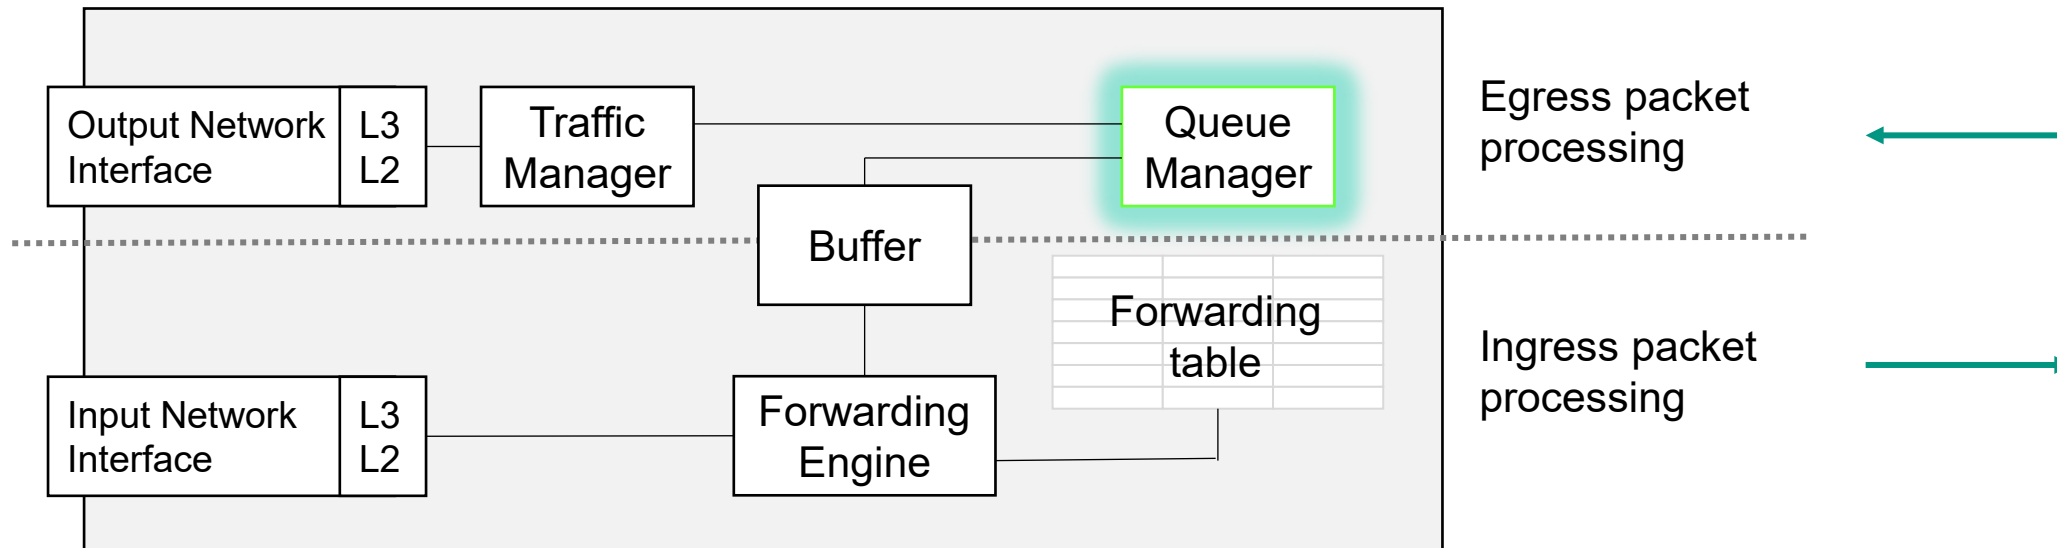 Output Network
Interface
L3
L2
Traffic
Manager
Queue
Manager
Egress packet
processing
Buffer
Forwarding
table
Ingress packet
processing
Input Network
Interface
L3
L2
Forwarding
Engine